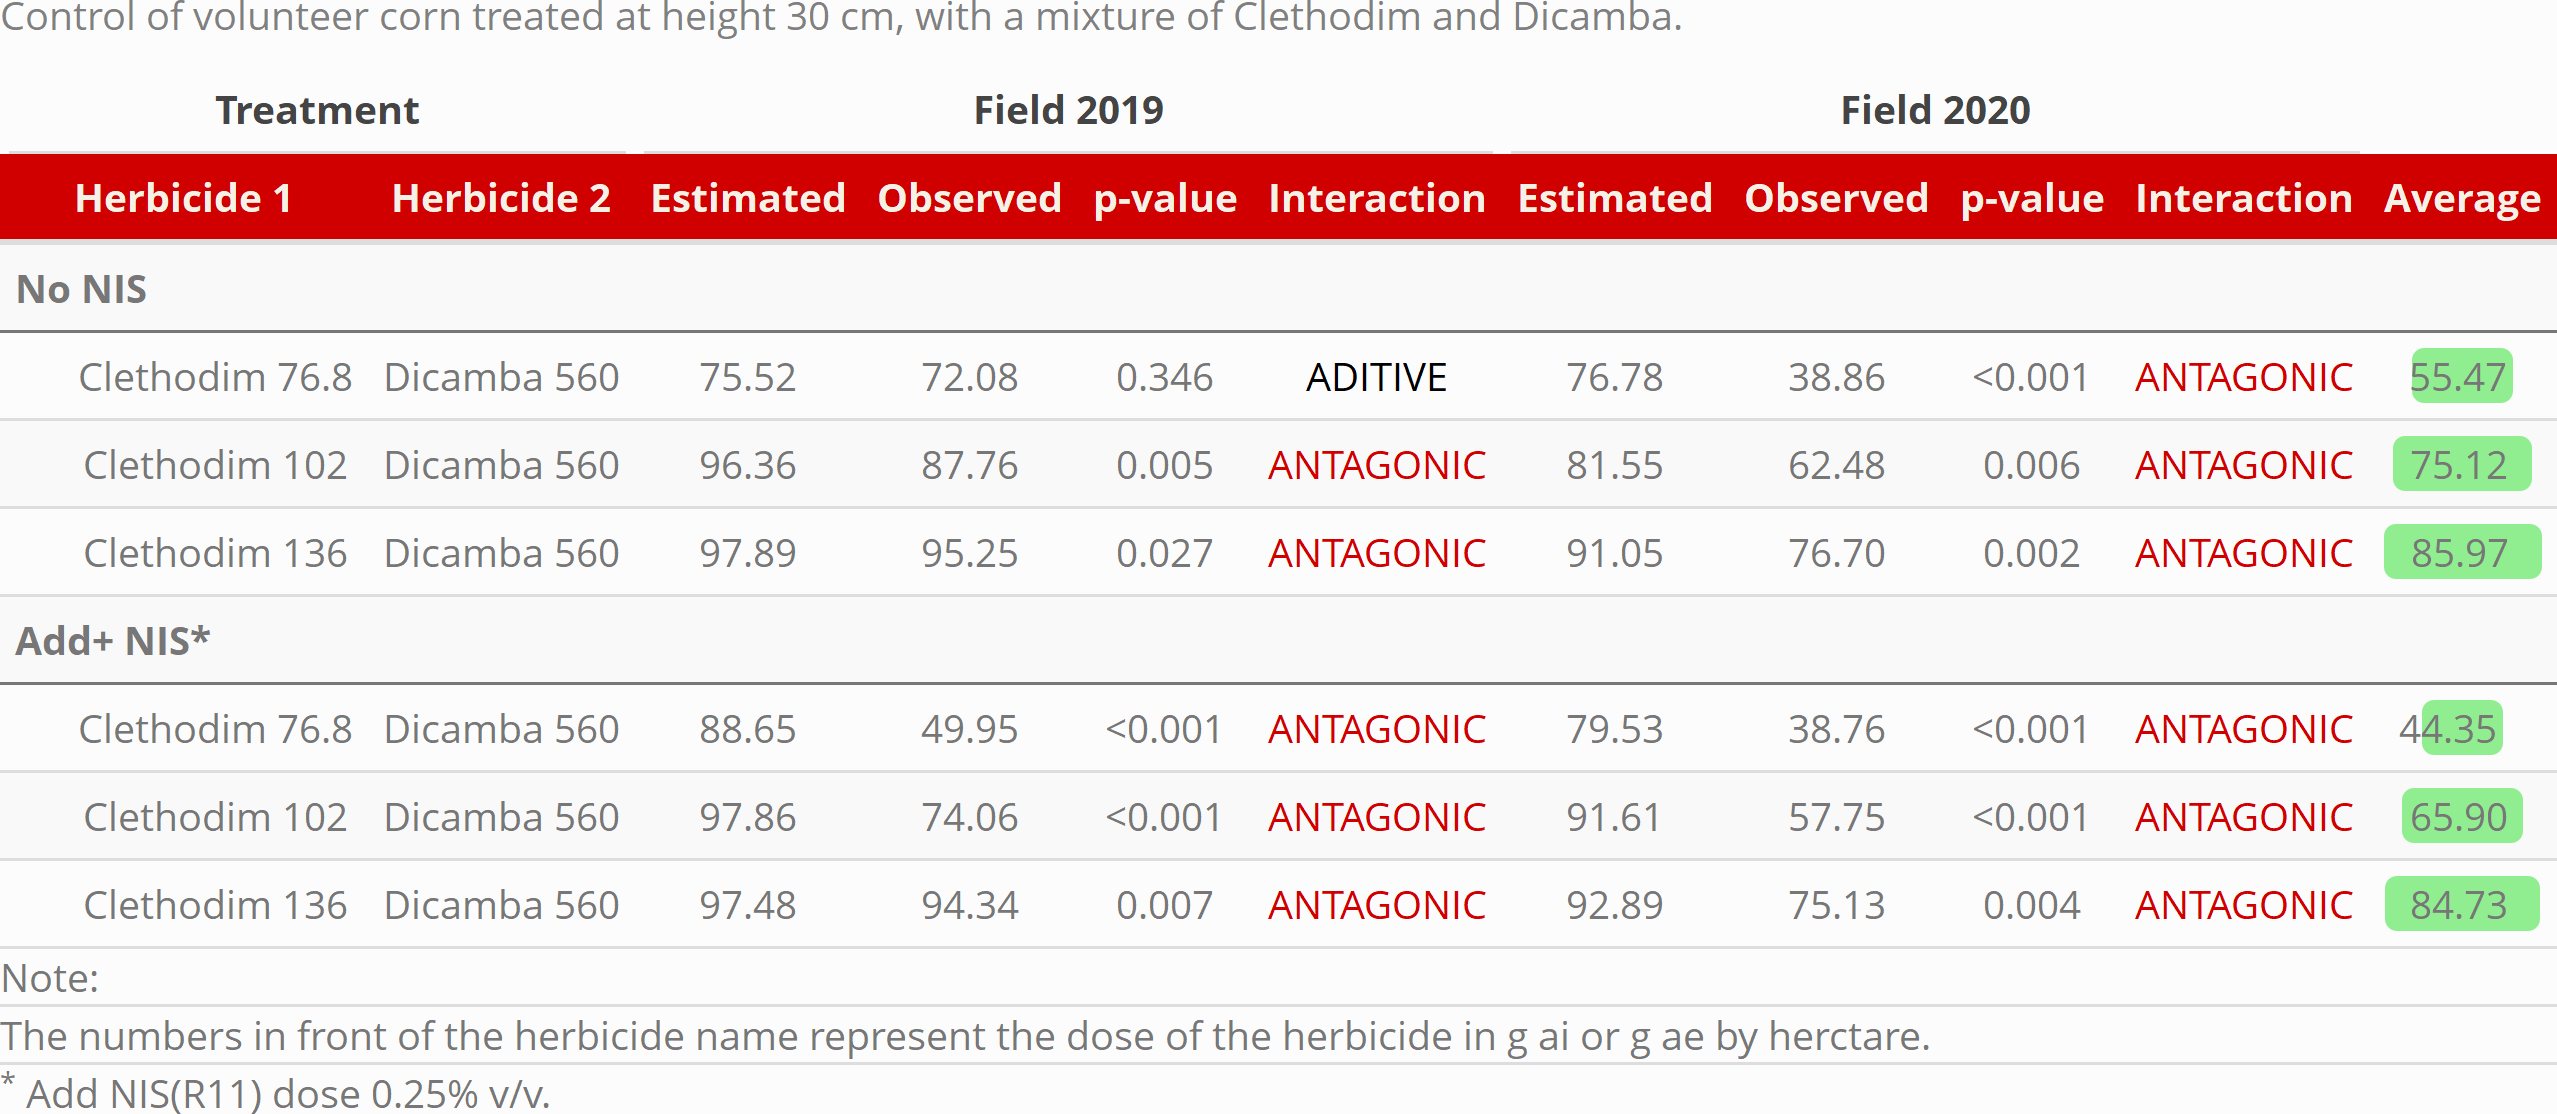 Control of volunteer corn treated at height 30 cm, with a mixture of Clethodim and Dicamba.
Treatment Field 2019 Field 2020
Herbicide 1 Herbicide 2 Estimated Observed p-value Interaction Estimated Observed p-value Interaction Average
No NIS
Clethodim 76.8 Dicamba 560 75.52 72.08 0.346 ADITIVE 76.78 38.86 <0.001 ANTAGONIC 55.47
Clethodim 102 Dicamba 560 96.36 87.76 0.005 ANTAGONIC 81.55 62.48 0.006 ANTAGONIC 75.12
Clethodim 136 Dicamba 560 97.89 95.25 0.027 ANTAGONIC 91.05 76.70 0.002 ANTAGONIC 85.97
Add+ NIS*
Clethodim 76.8 Dicamba 560 88.65 49.95 <0.001 ANTAGONIC 79.53 38.76 <0.001 ANTAGONIC 44.35
Clethodim 102 Dicamba 560 97.86 74.06 <0.001 ANTAGONIC 91.61 57.75 <0.001 ANTAGONIC 65.90
Clethodim 136 Dicamba 560 97.48 94.34 0.007 ANTAGONIC 92.89 75.13 0.004 ANTAGONIC 84.73
Note:
The numbers in front of the herbicide name represent the dose of the herbicide in g ai or g ae by herctare.
* Add NIS(R11) dose 0.25% v/v.